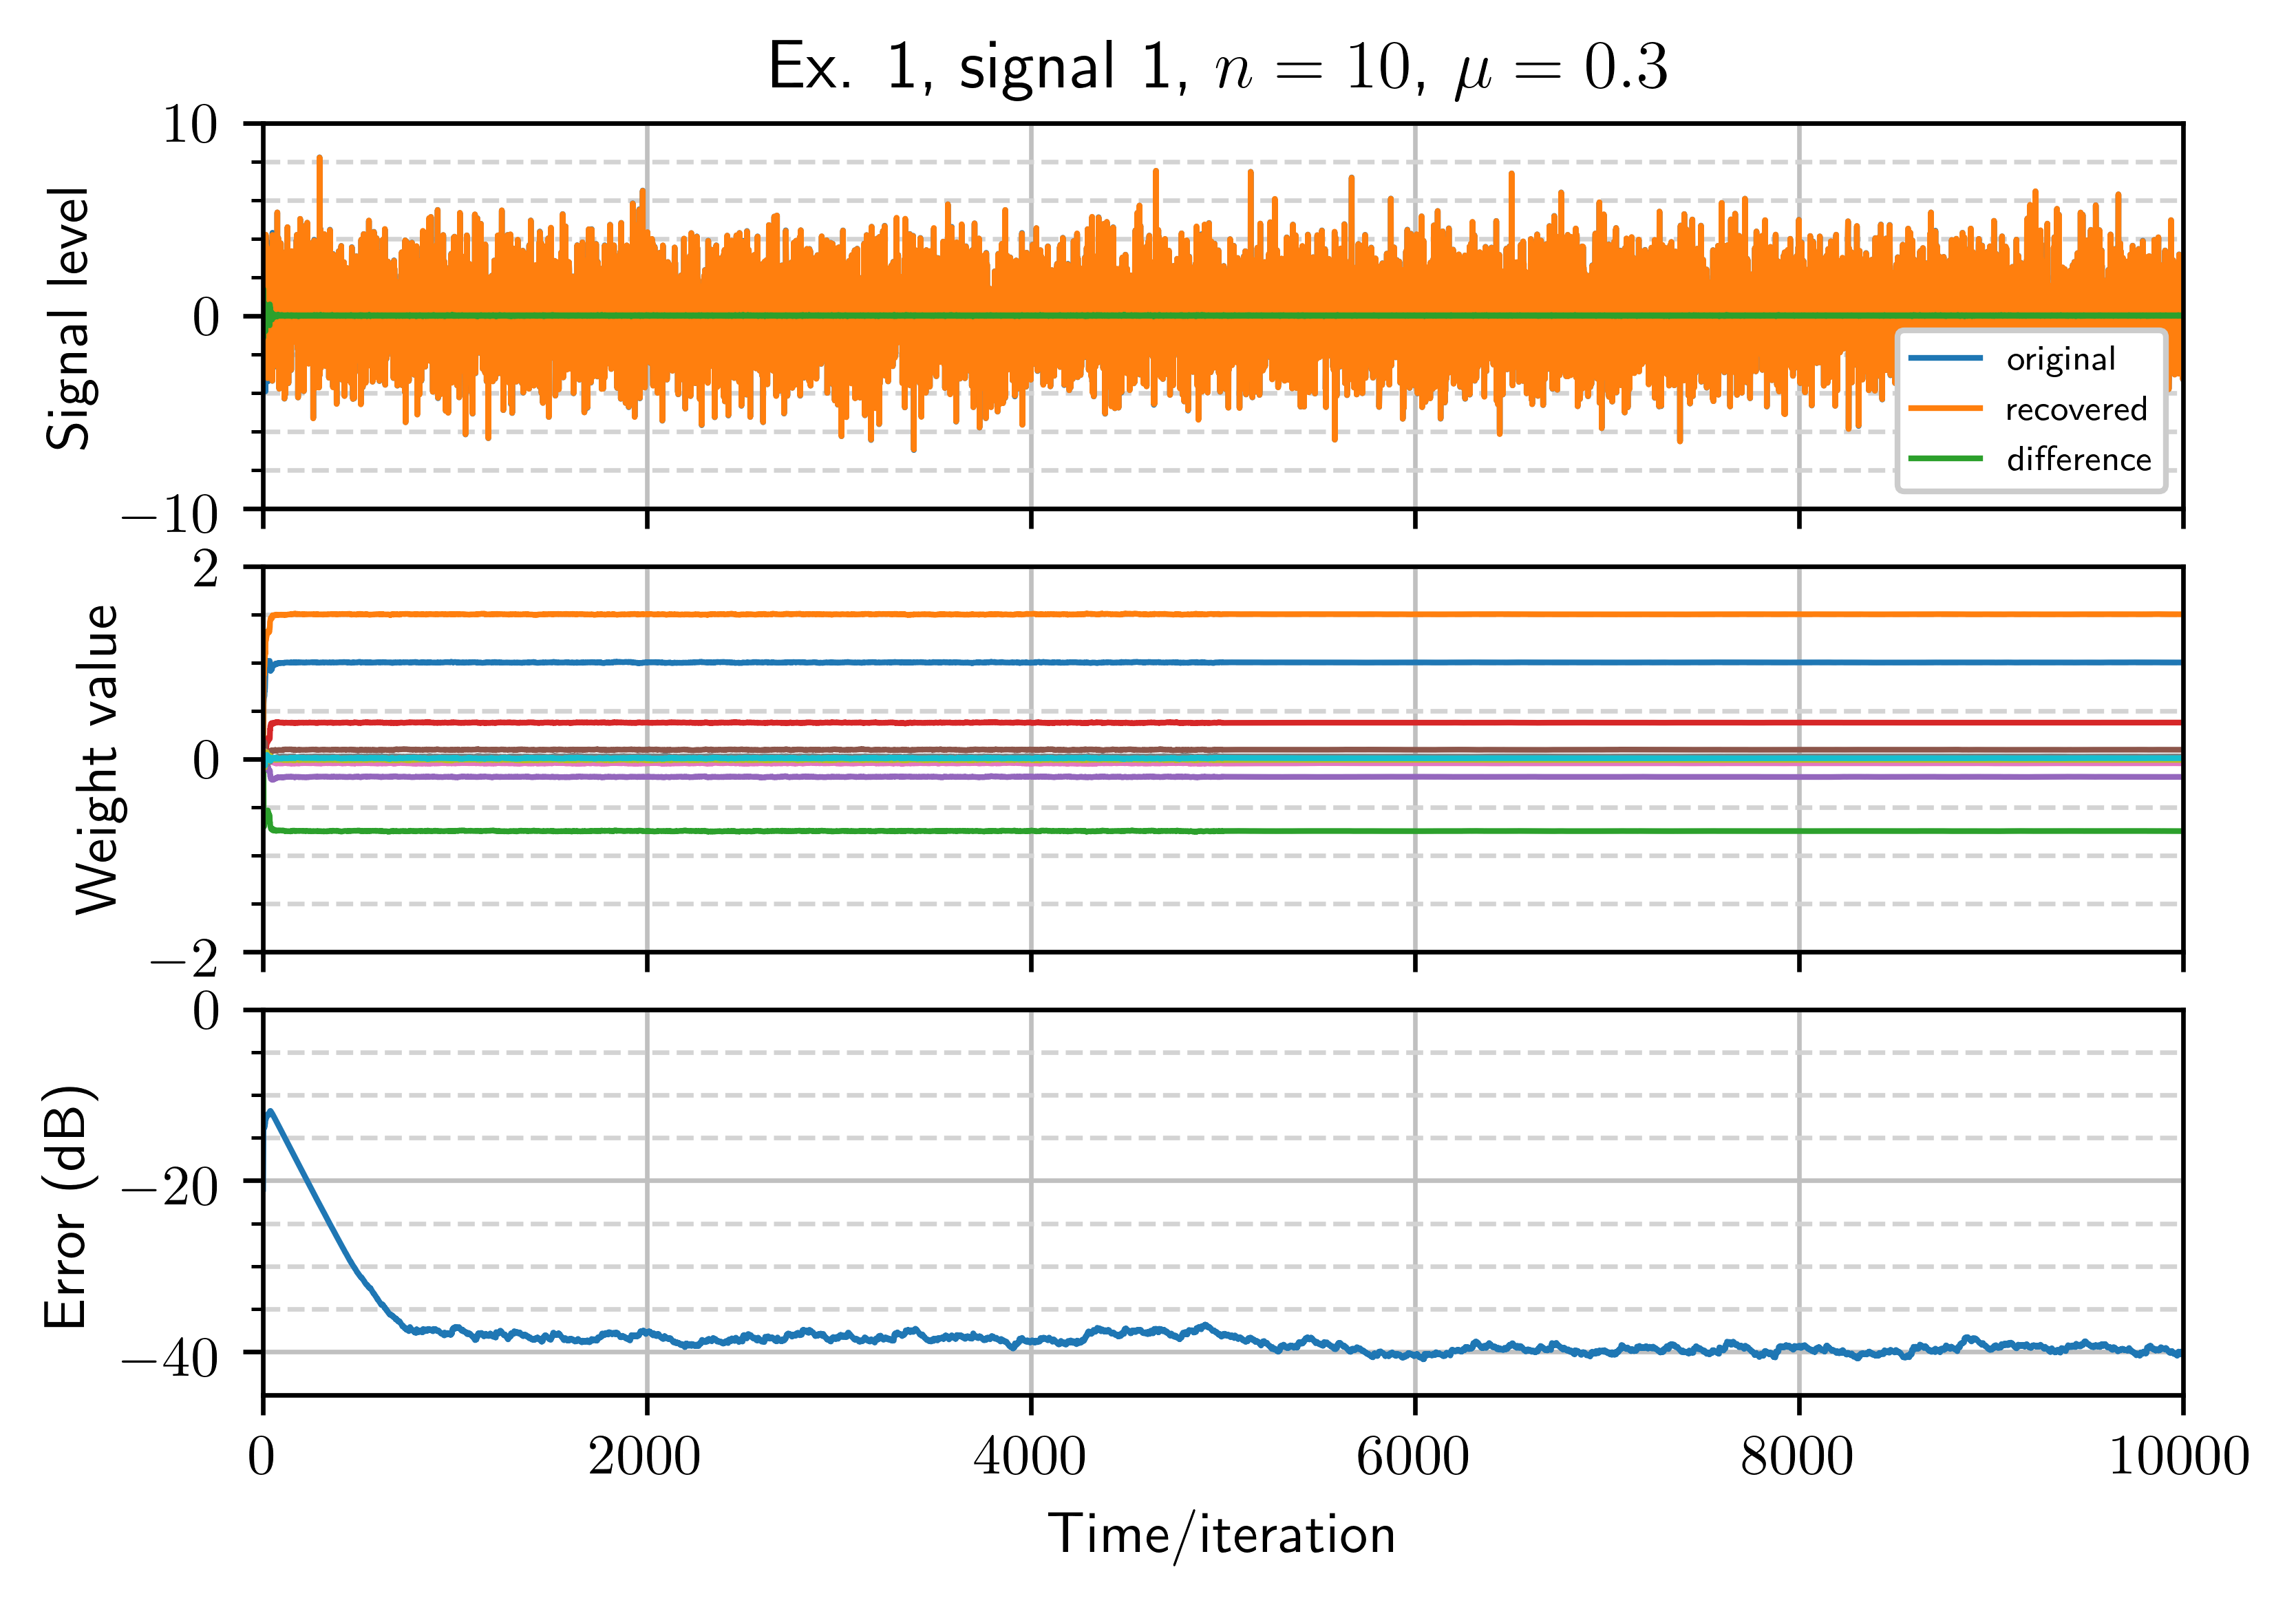 Ex. 1, signal 1, n = 10, μ = 0.3
10
0
−10
Signal level
original
recovered
difference
2
0
−2
Weight value
0
−20
−40
Error (dB)
0 2000 4000 6000 8000 10000
Time/iteration